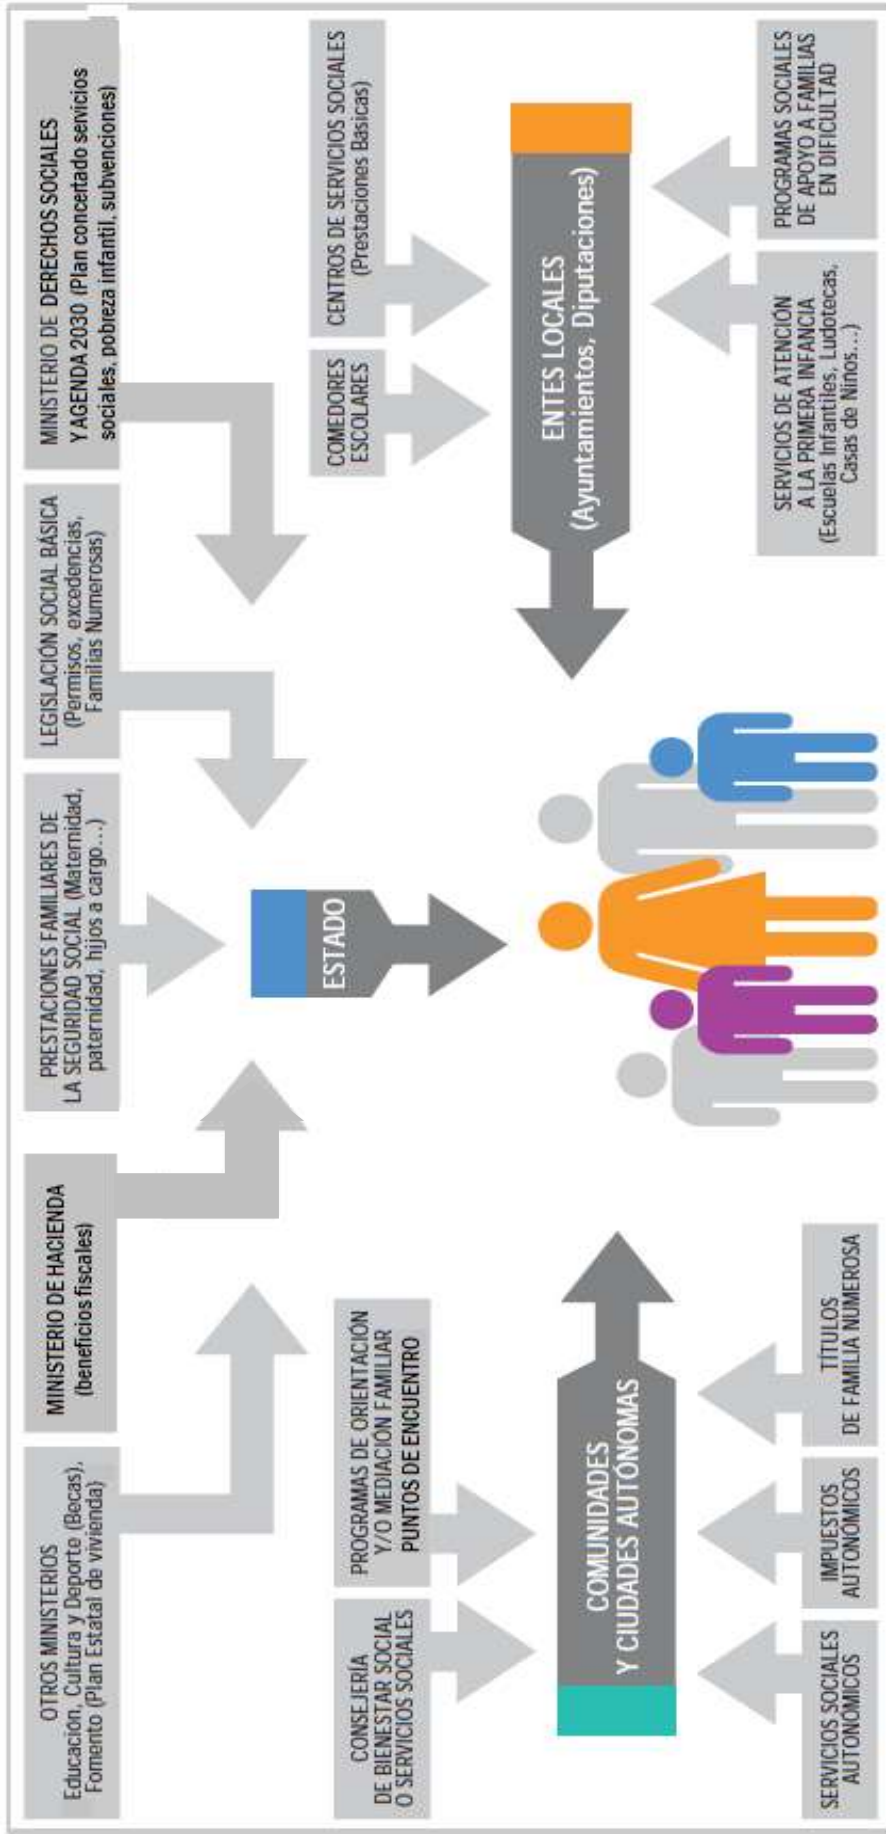 OTROS MINISTERIOS
Educación, Cultura y Deporte (Becas),
Fomento (Plan Estatal de vivienda)
MINISTERIO DE HACIENDA
(beneficios fiscales)
PRESTACIONES FAMILIARES DE
LA SEGURIDAD SOCIAL (Maternidad,
paternidad, hijos a cargo...)
LEGISLACIÓN SOCIAL BÁSICA
(Permisos, excedencias,
Familias Numerosas)
MINISTERIO DE DERECHOS SOCIALES
Y AGENDA 2030 (Plan concertado servicios
sociales, pobreza infantil, subvenciones)
ESTADO
CONSEJERÍA
DE BIENESTAR SOCIAL
O SERVICIOS SOCIALES
PROGRAMAS DE ORIENTACIÓN
Y/O MEDIACIÓN FAMILIAR
PUNTOS DE ENCUENTRO
COMUNIDADES
Y CIUDADES AUTÓNOMAS
SERVICIOS SOCIALES
AUTONÓMICOS
IMPUESTOS
AUTONÓMICOS
TÍTULOS
DE FAMILIA NUMEROSA
COMEDORES
ESCOLARES
CENTROS DE SERVICIOS SOCIALES
(Prestaciones Basicas)
ENTES LOCALES
(Ayuntamientos, Diputaciones)
SERVICIOS DE ATENCIÓN
A LA PRIMERA INFANCIA
(Escuelas Infantiles, Ludotecas,
Casas de Niños...)
PROGRAMAS SOCIALES
DE APOYO A FAMILIAS
EN DIFICULTAD